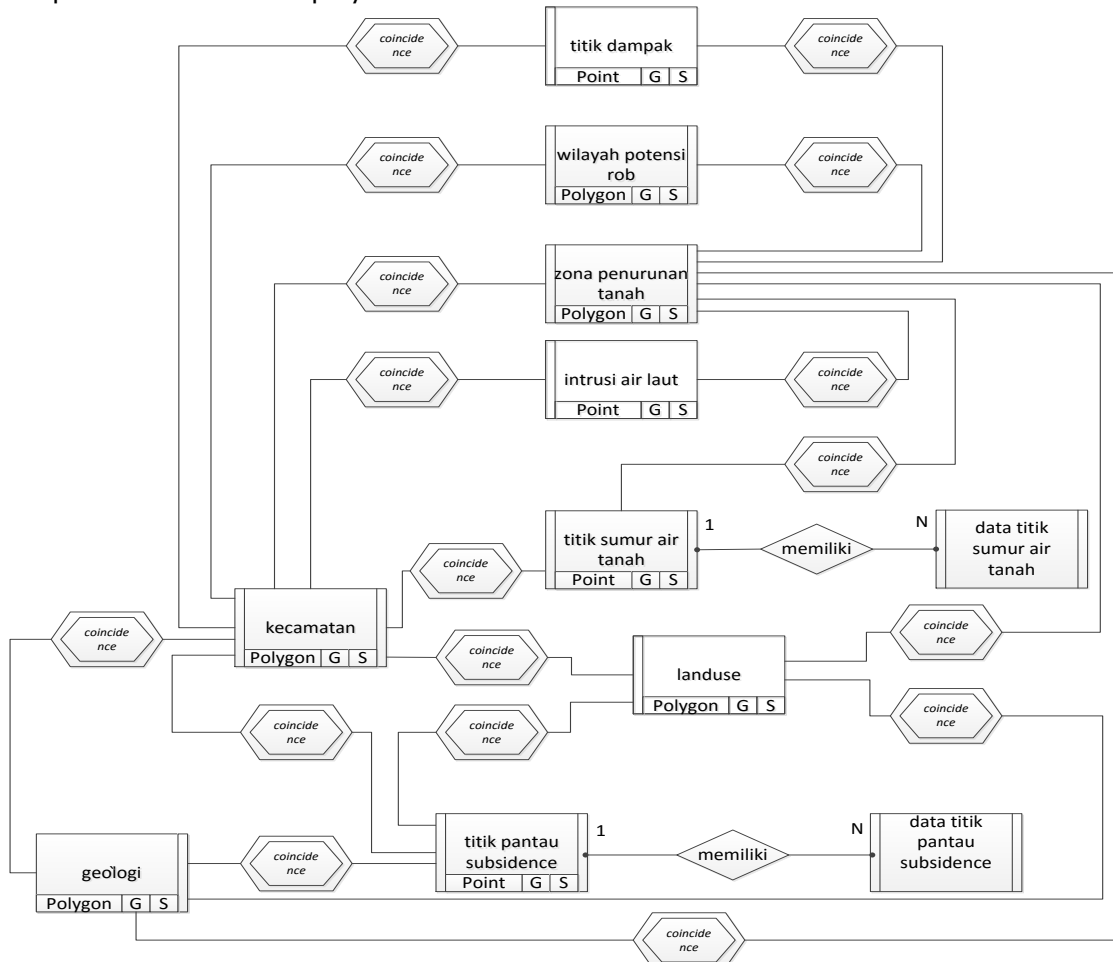 coincide
nce
titik dampak
Point G S
coincide
nce
coincide
nce
wilayah potensi
rob
Polygon G S
coincide
nce
coincide
nce
zona penurunan
tanah
Polygon G S
coincide
nce
intrusi air laut
Point G S
coincide
nce
coincide
nce
titik sumur air
tanah
Point G S
1
memiliki
N
data titik
sumur air
tanah
coincide
nce
kecamatan
Polygon G S
coincide
nce
coincide
nce
landuse
Polygon G S
coincide
nce
coincide
nce
coincide
nce
coincide
nce
geologi
Polygon G S
coincide
nce
titik pantau
subsidence
Point G S
1
memiliki
N
data titik
pantau
subsidence
coincide
nce